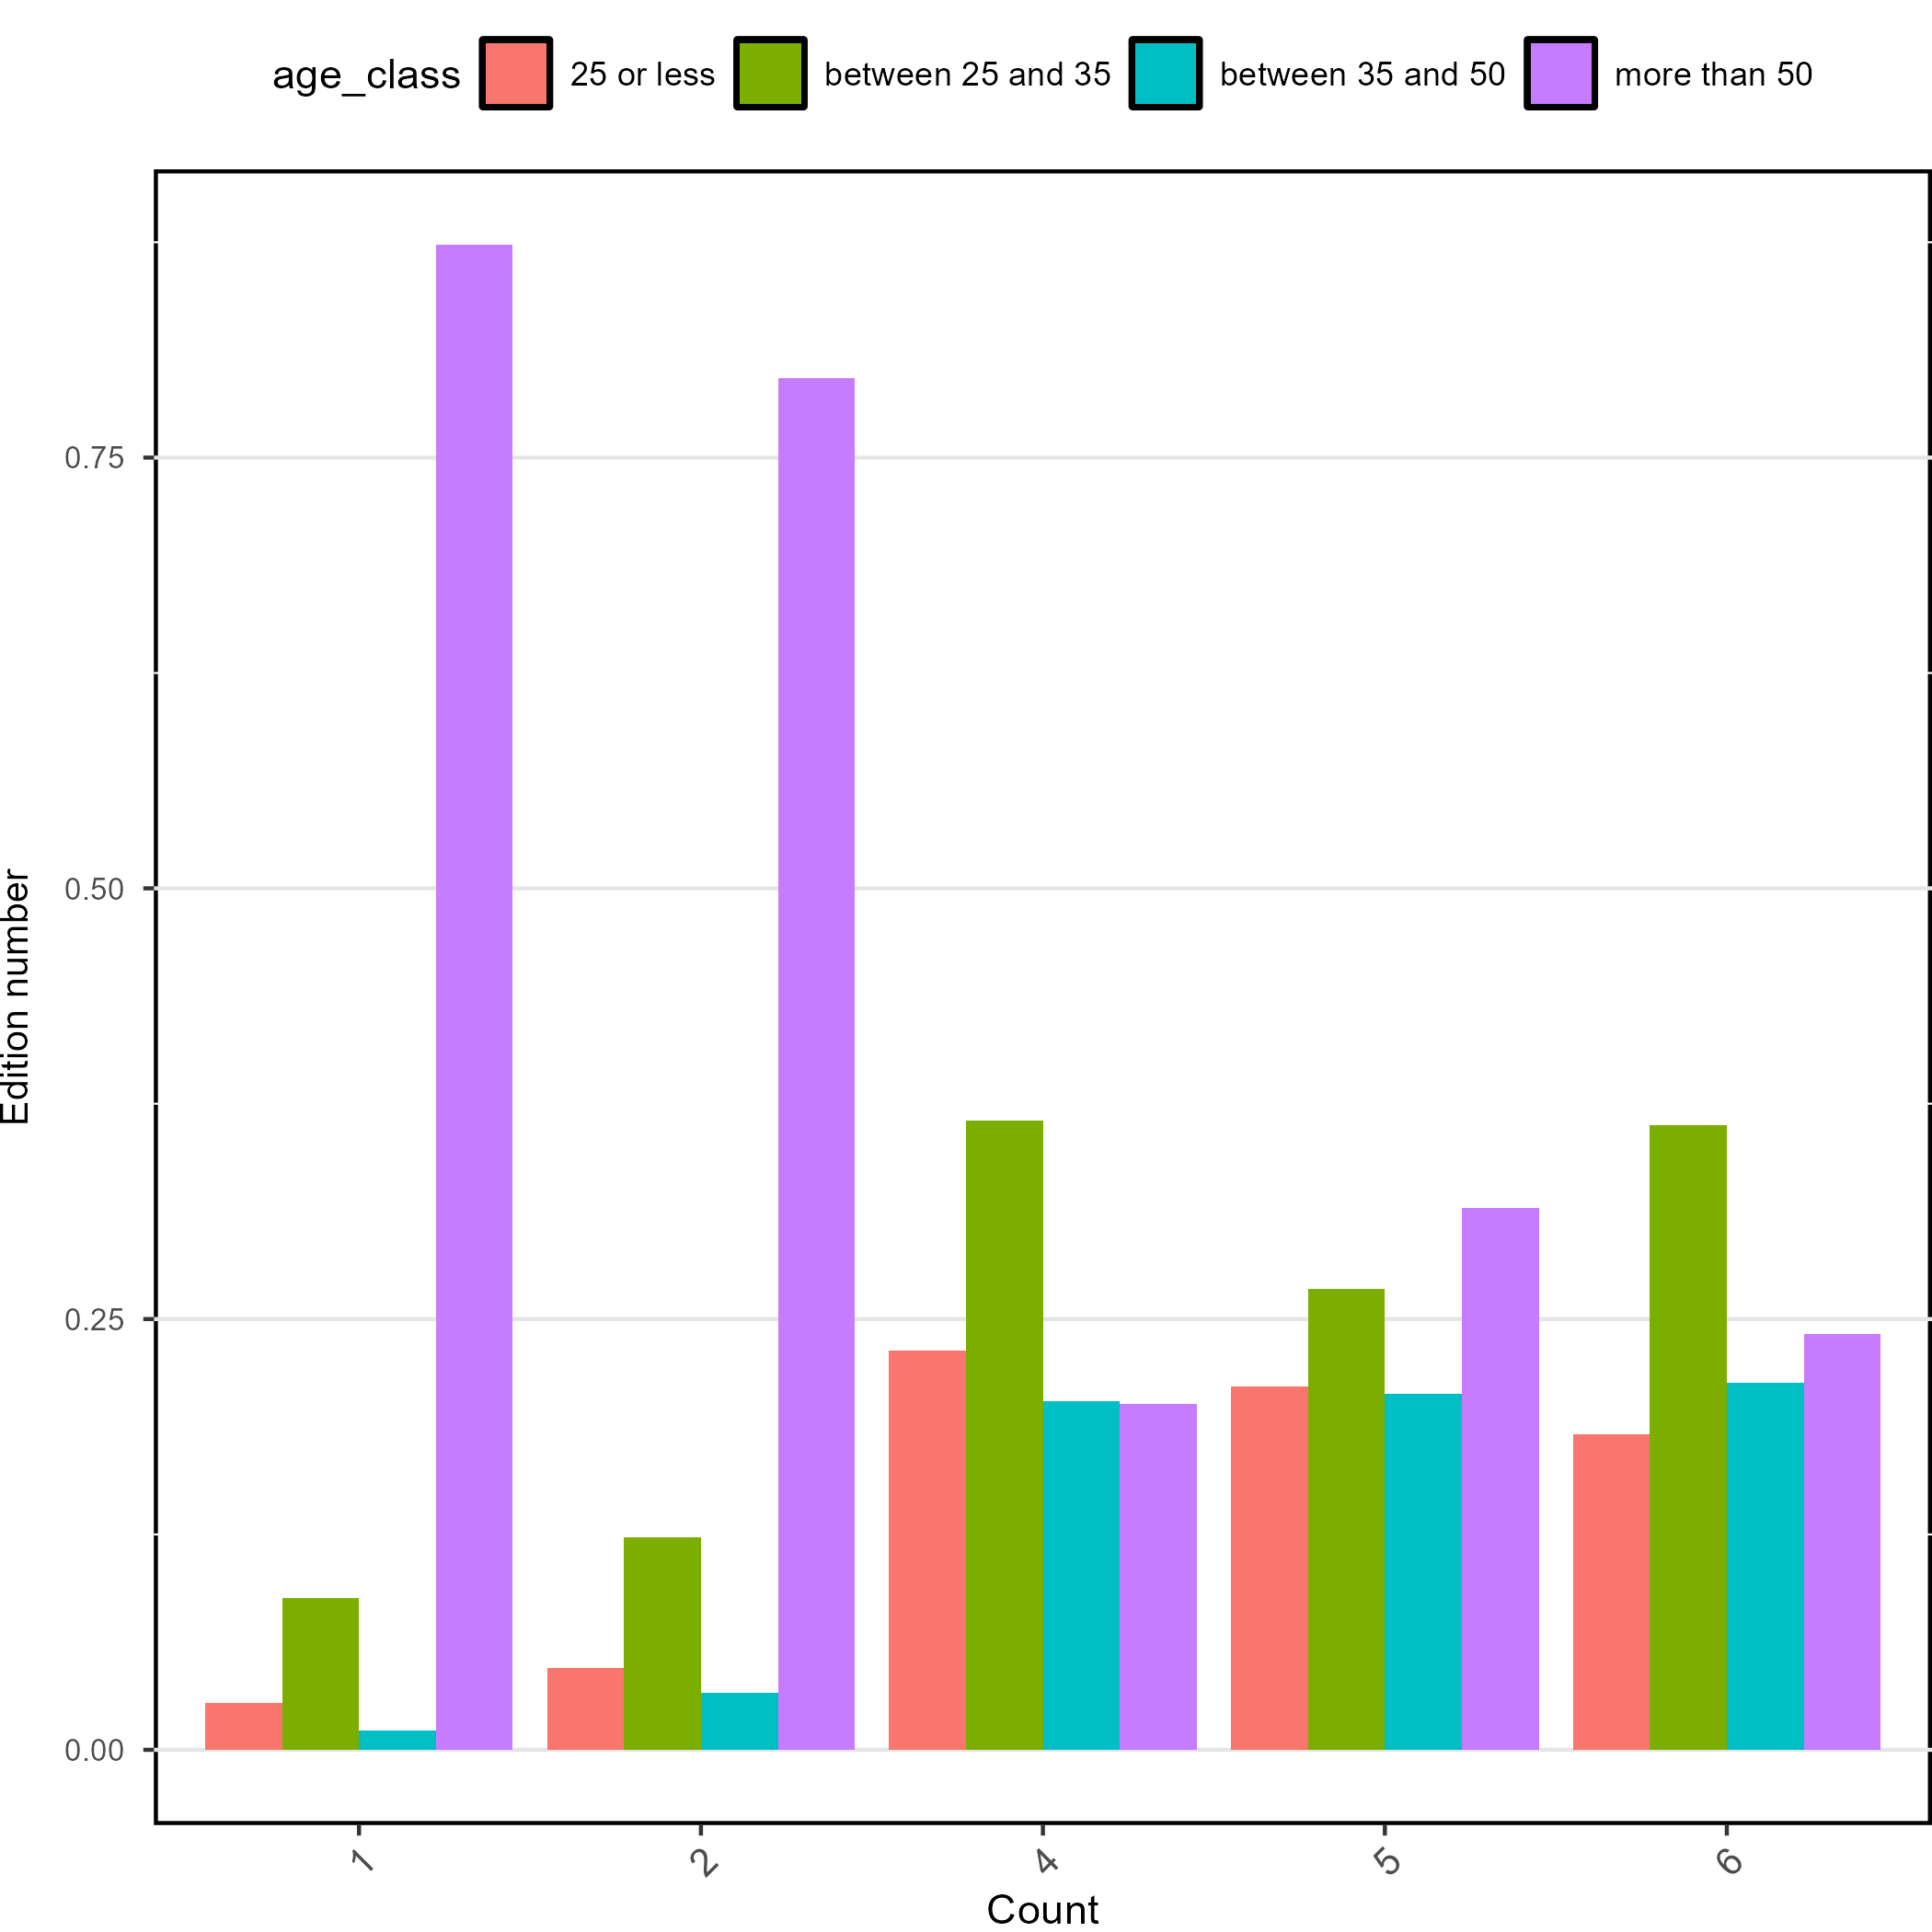 age_class 25 or less between 25 and 35 between 35 and 50 more than 50
0.75
0.50
0.25
0.00
Edition number
1 2 4 5 6
Count